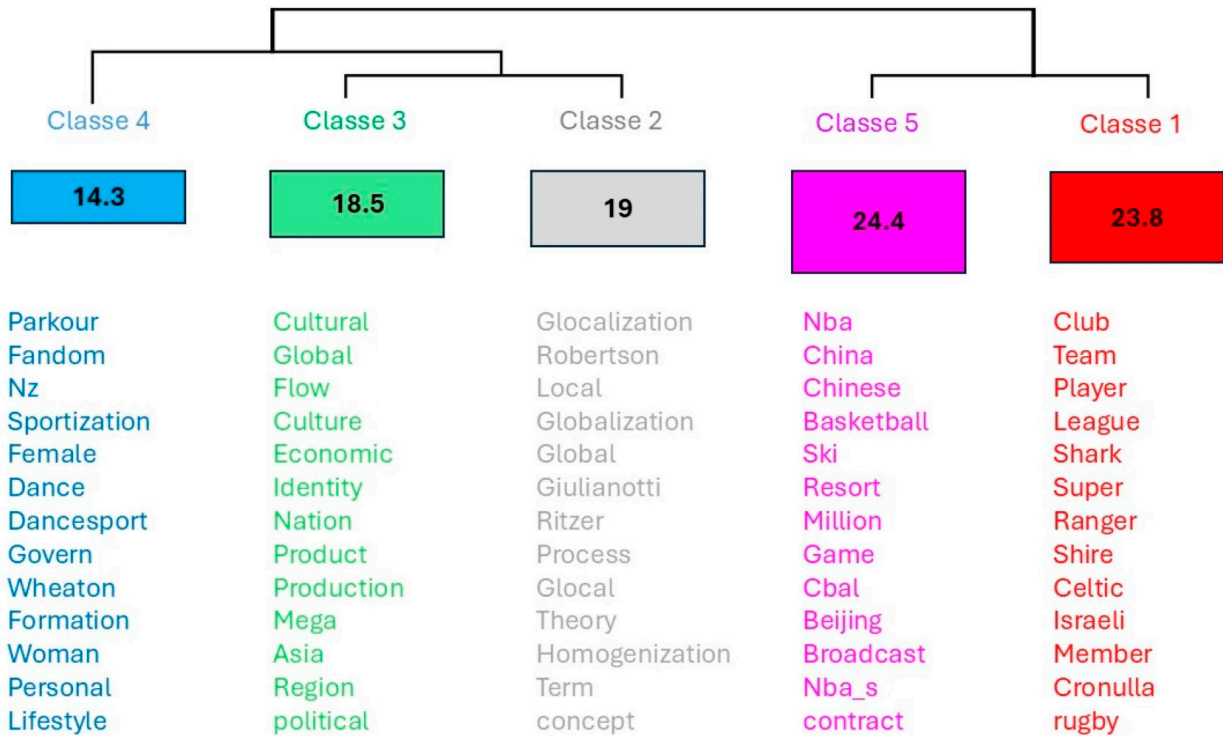 Classe 4
Classe 3
Classe 2
Classe 5
Classe 1
14.3
18.5
19
24.4
23.8
Parkour
Fandom
Nz
Sportization
Female
Dance
Dancesport
Govern
Wheaton
Formation
Woman
Personal
Lifestyle
Cultural
Global
Flow
Culture
Economic
Identity
Nation
Product
Production
Mega
Asia
Region
political
Glocalization
Robertson
Local
Globalization
Global
Giulianotti
Ritzer
Process
Glocal
Theory
Homogenization
Term
concept
Nba
China
Chinese
Basketball
Ski
Resort
Million
Game
Cbal
Beijing
Broadcast
Nba_s
contract
Club
Team
Player
League
Shark
Super
Ranger
Shire
Celtic
Israeli
Member
Cronulla
rugby